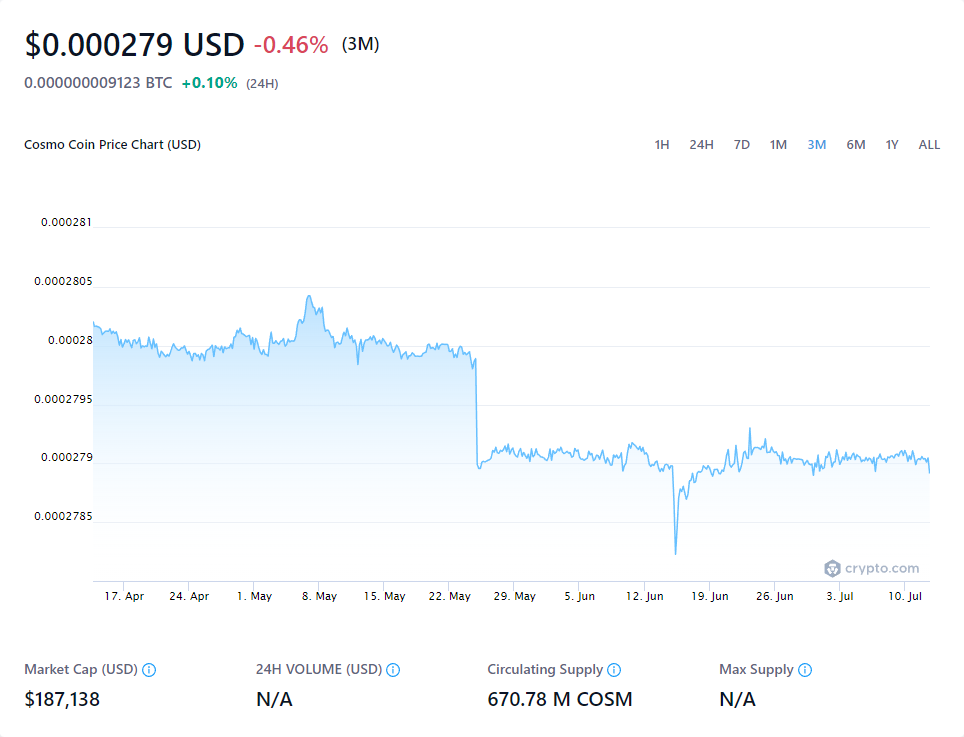 $0.000279 USD -0.46% (3M)
0.000000009123 BTC +0.10% (24H)
Cosmo Coin Price Chart (USD) 1H 24H 7D 1M 3M 6M 1Y ALL
0.000281
0.0002805
0.00028
0.0002795
0.000279
0.0002785
crypto.com
17. Apr 24. Apr 1. May 8. May 15. May 22. May 29. May 5. Jun 12. Jun 19. Jun 26. Jun 3. Jul 10. Jul
Market Cap (USD) 24H VOLUME (USD) Circulating Supply Max Supply
$187,138 N/A 670.78 M COSM N/A